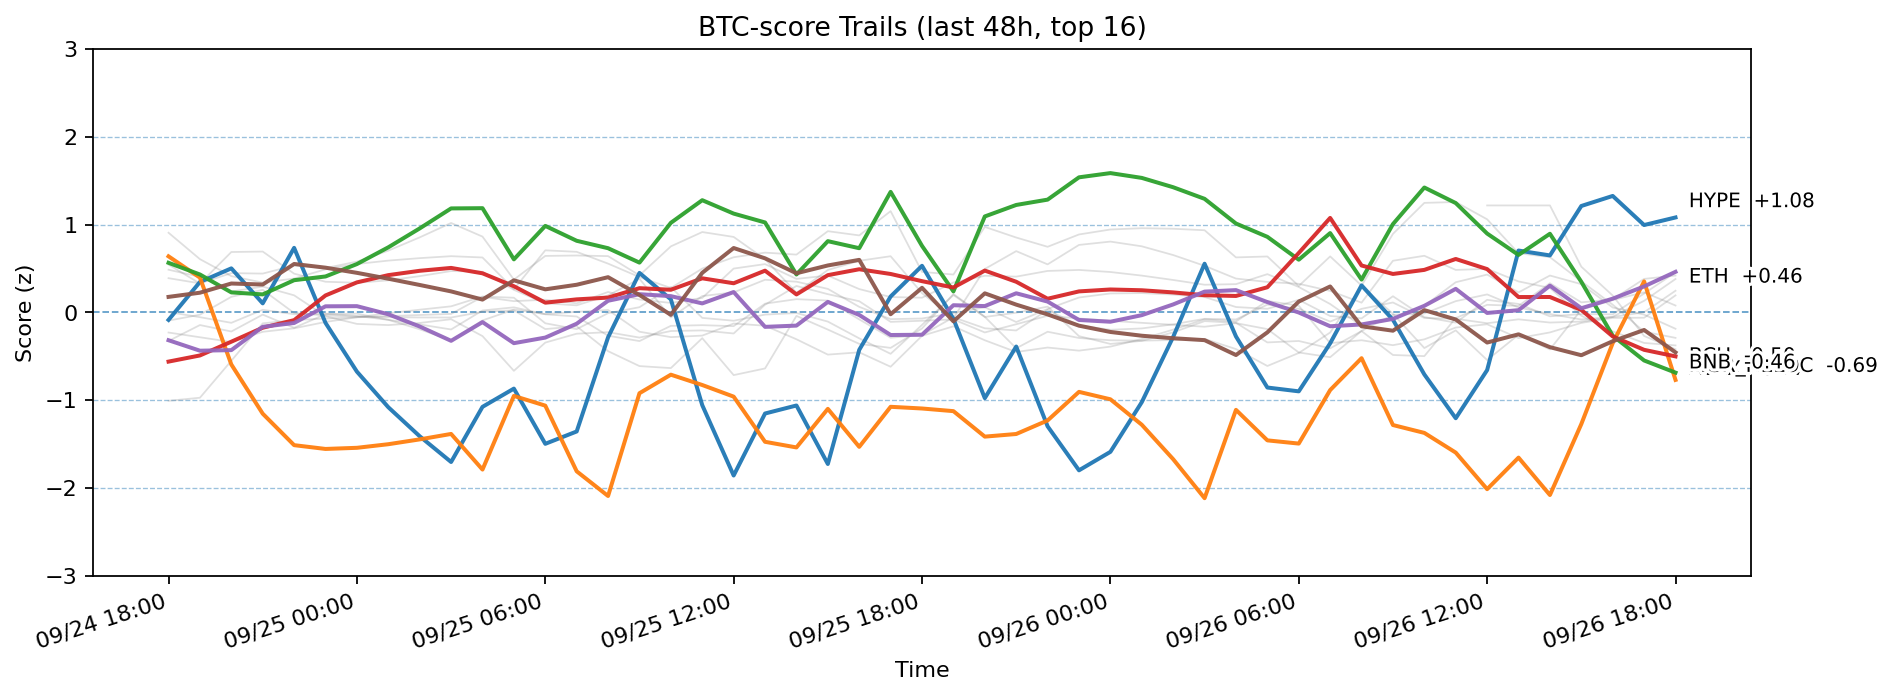 BTC-score Trails (last 48h, top 16)
Score (z)
3
2
1
0
−1
−2
−3
HYPE +1.08
ETH +0.46
BNB -0.46
-0.69
09/24 18:00
09/25 00:00
09/25 06:00
09/25 12:00
09/25 18:00
09/26 00:00
09/26 06:00
09/26 12:00
09/26 18:00
Time